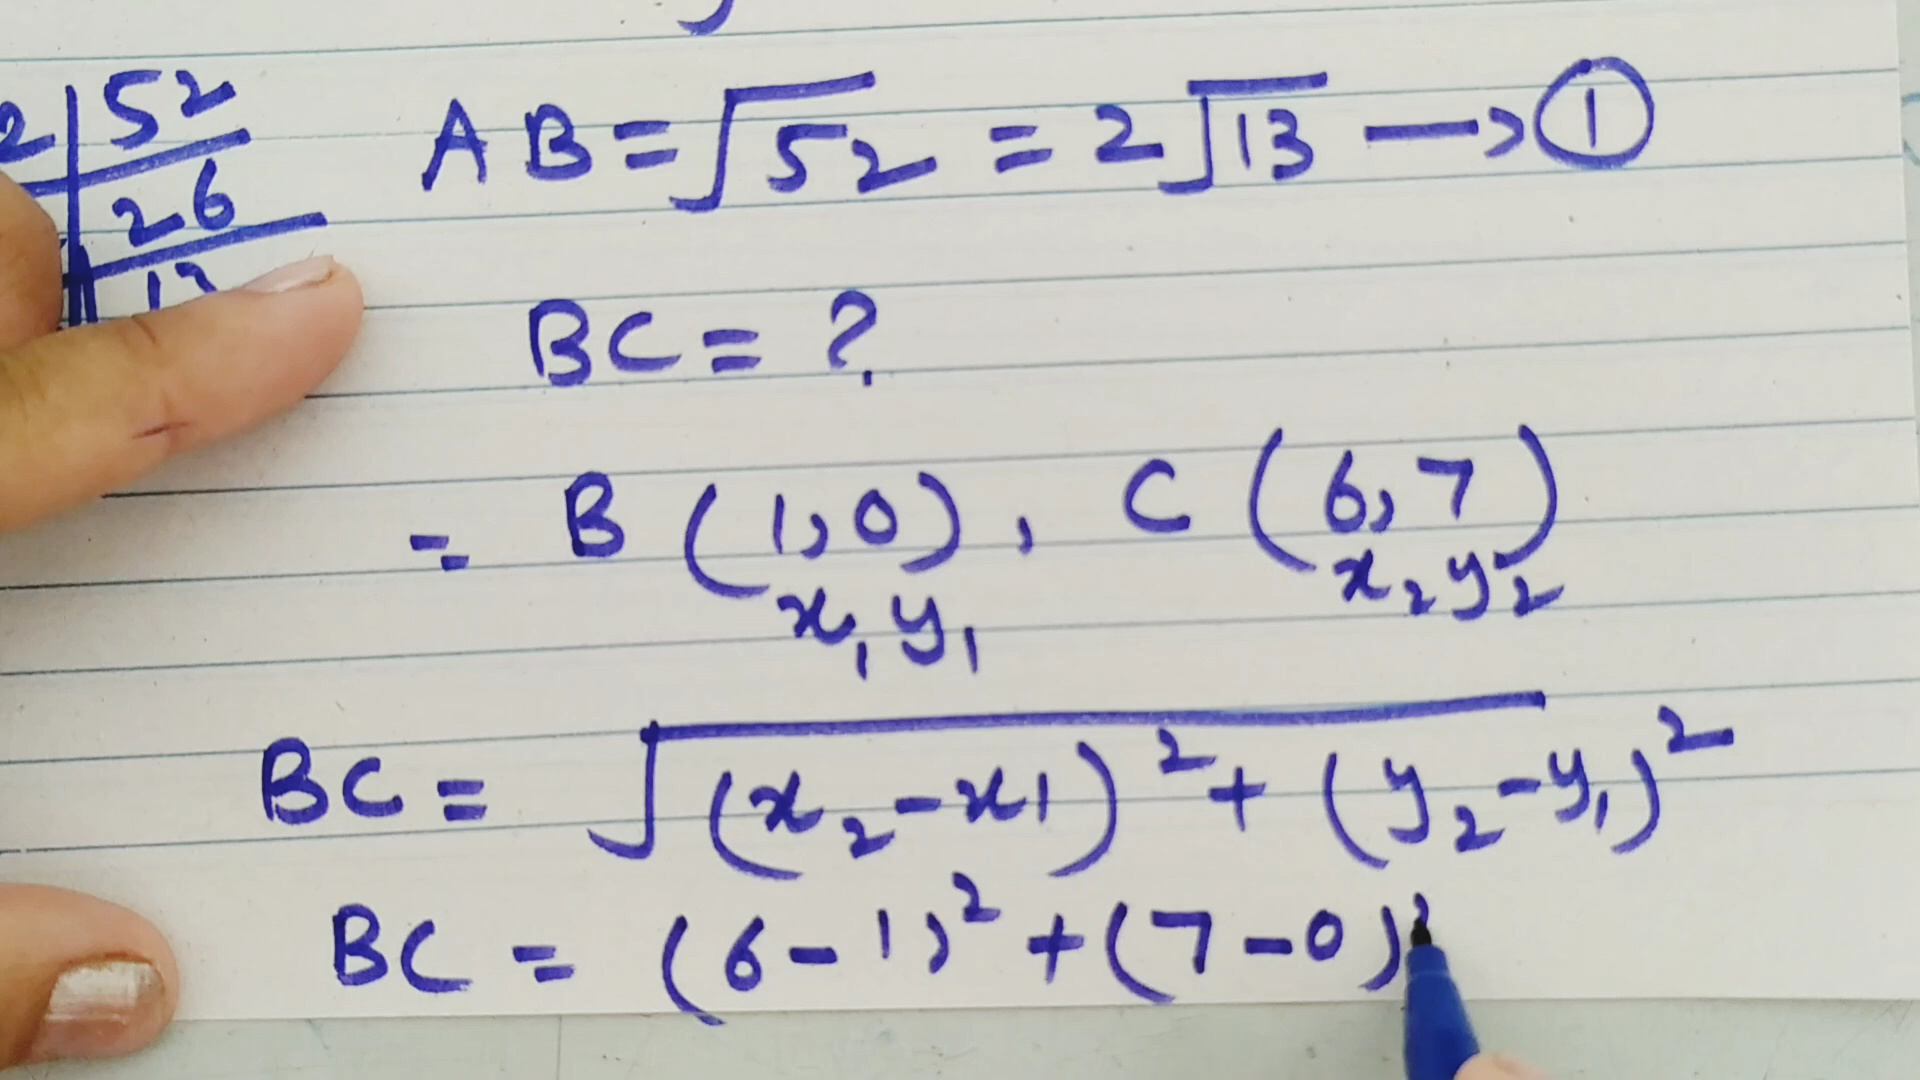 2 | 52
26
AB = √52 = 2√13 → ①
BC = ?
= B (1,0), C (6,7)
x₁ y₁ x₂ y₂
BC = √(x₂ - x1)² + (y₂ - y₁)²
BC = (6 - 1)² + (7 - 0)